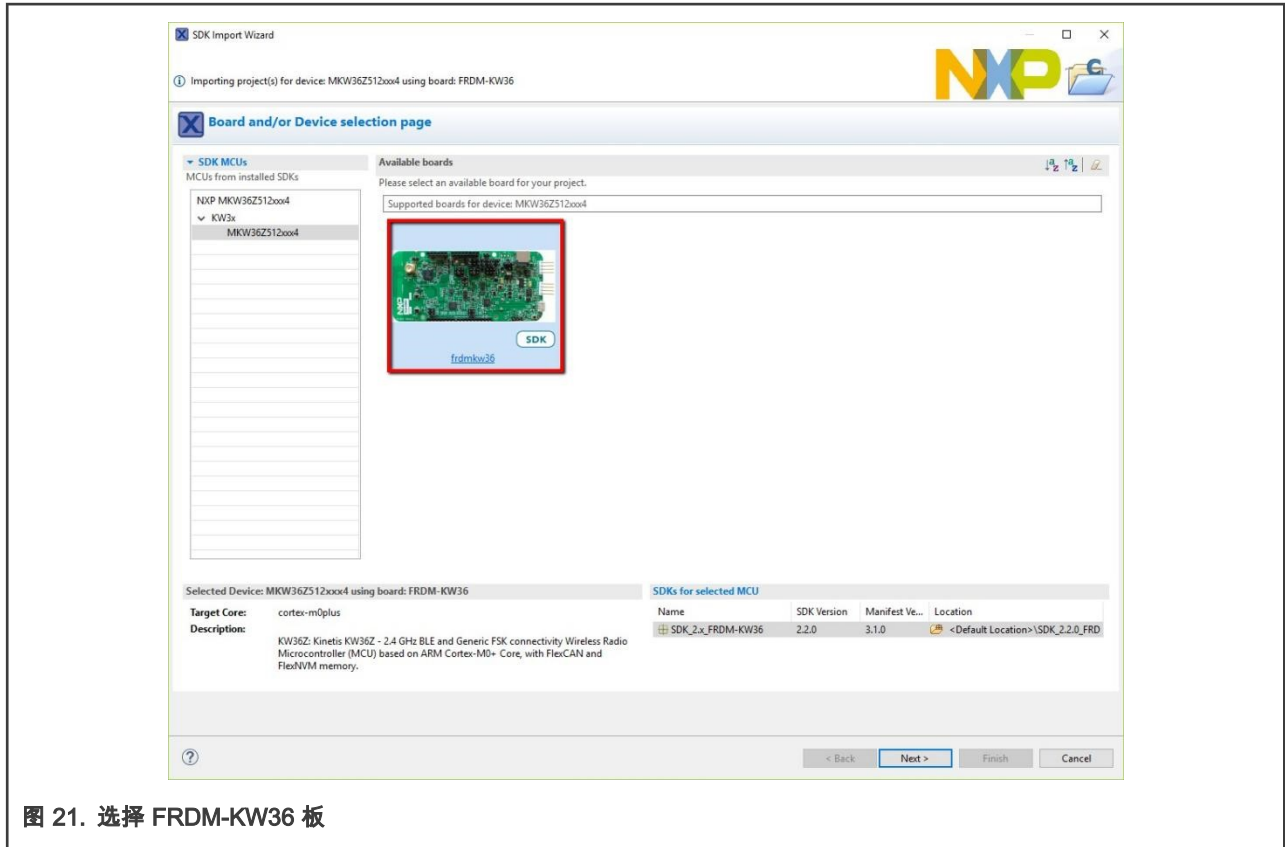 SDK Import Wizard
Importing project(s) for device: MKW36Z512xxx4 using board: FRDM-KW36
NXP
Board and/or Device selection page
SDK MCUs
MCUs from installed SDKs
NXP MKW36Z512xxx4
KW3x
MKW36Z512xxx4
Available boards
Please select an available board for your project.
Supported boards for device: MKW36Z512xxx4
SDK
frdmkw36
Selected Device: MKW36Z512xxx4 using board: FRDM-KW36
Target Core: cortex-m0plus
Description:
KW36Z: Kinetis KW36Z - 2.4 GHz BLE and Generic FSK connectivity Wireless Radio
Microcontroller (MCU) based on ARM Cortex-M0+ Core, with FlexCAN and
FlexNVM memory.
SDKs for selected MCU
Name SDK Version Manifest Ve... Location
SDK_2.x_FRDM-KW36 2.2.0 3.1.0 <Default Location>\SDK_2.2.0_FRD
< Back Next > Finish Cancel
图 21. 选择 FRDM-KW36 板